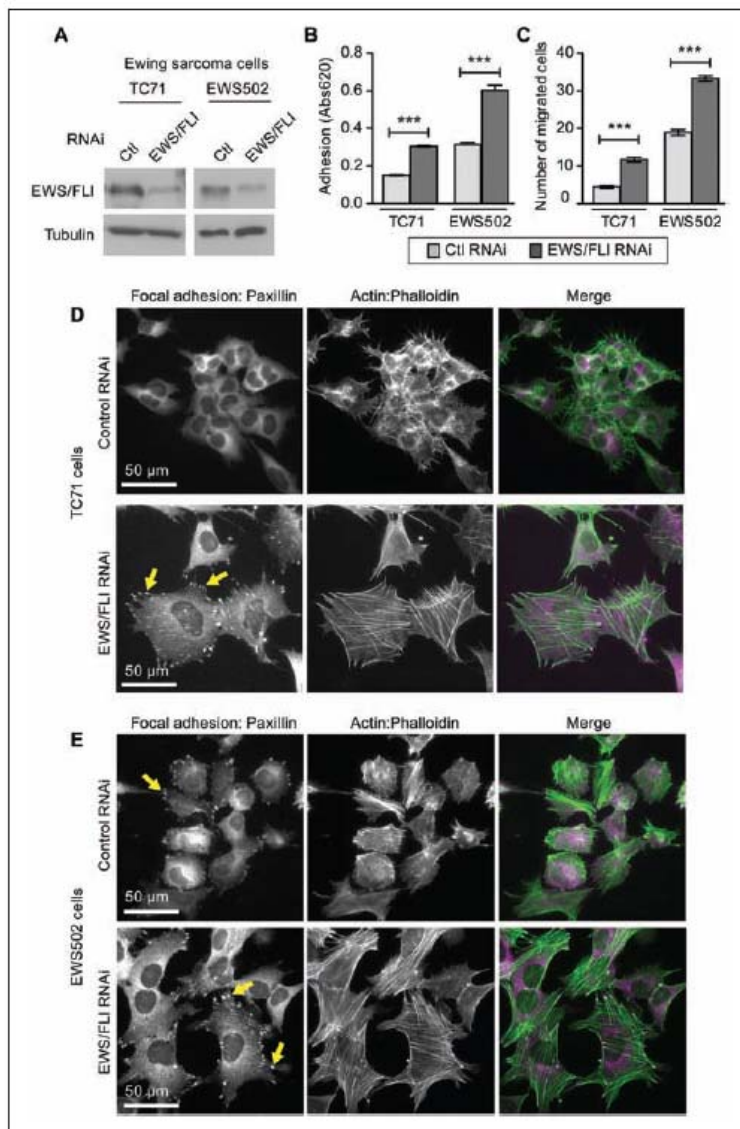 A
Ewing sarcoma cells
TC71 EWS502
RNAi
Ctl EWS/FLI Ctl EWS/FLI
EWS/FLI
Tubulin
B
Adhesion (Abs620)
0.8
0.6
0.4
0.2
0.0
***
***
TC71 EWS502
C
Number of migrated cells
40
30
20
10
0
***
***
TC71 EWS502
Ctl RNAi EWS/FLI RNAi
D
Focal adhesion: Paxillin Actin:Phalloidin Merge
TC71 cells
Control RNAi
50 µm
EWS/FLI RNAi
50 µm
E
Focal adhesion: Paxillin Actin:Phalloidin Merge
EWS502 cells
Control RNAi
50 µm
EWS/FLI RNAi
50 µm